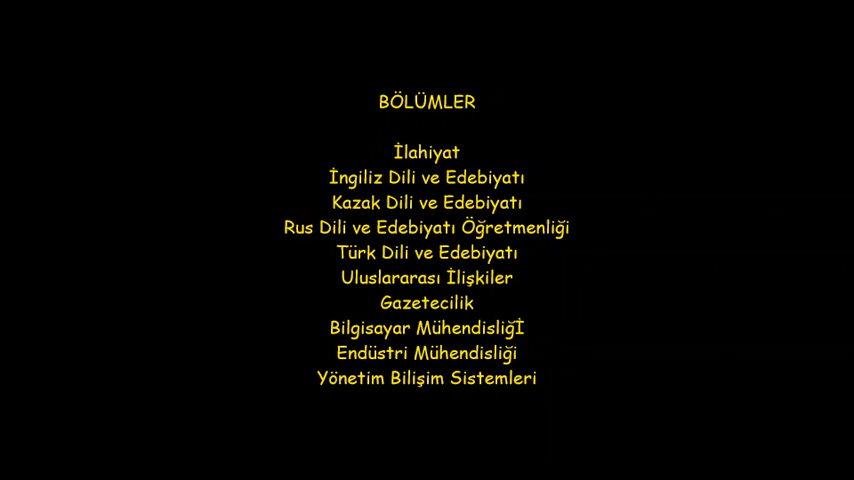 BÖLÜMLER
İlahiyat
İngiliz Dili ve Edebiyatı
Kazak Dili ve Edebiyatı
Rus Dili ve Edebiyatı Öğretmenliği
Türk Dili ve Edebiyatı
Uluslararası İlişkiler
Gazetecilik
Bilgisayar Mühendisliğİ
Endüstri Mühendisliği
Yönetim Bilişim Sistemleri